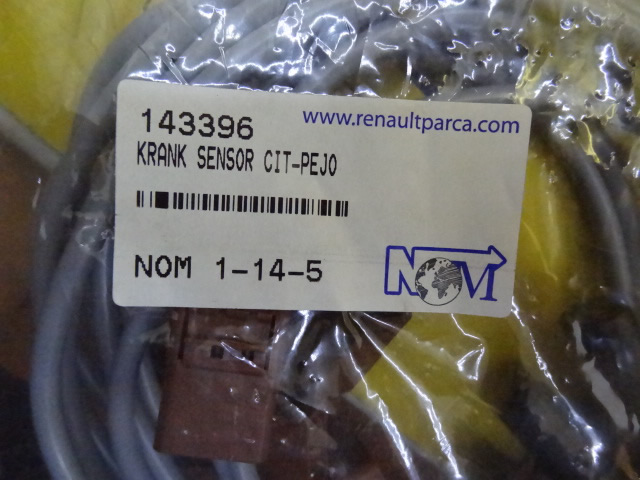 143396 www.renaultparca.com
KRANK SENSOR CIT-PEJO
NOM 1-14-5 NOM